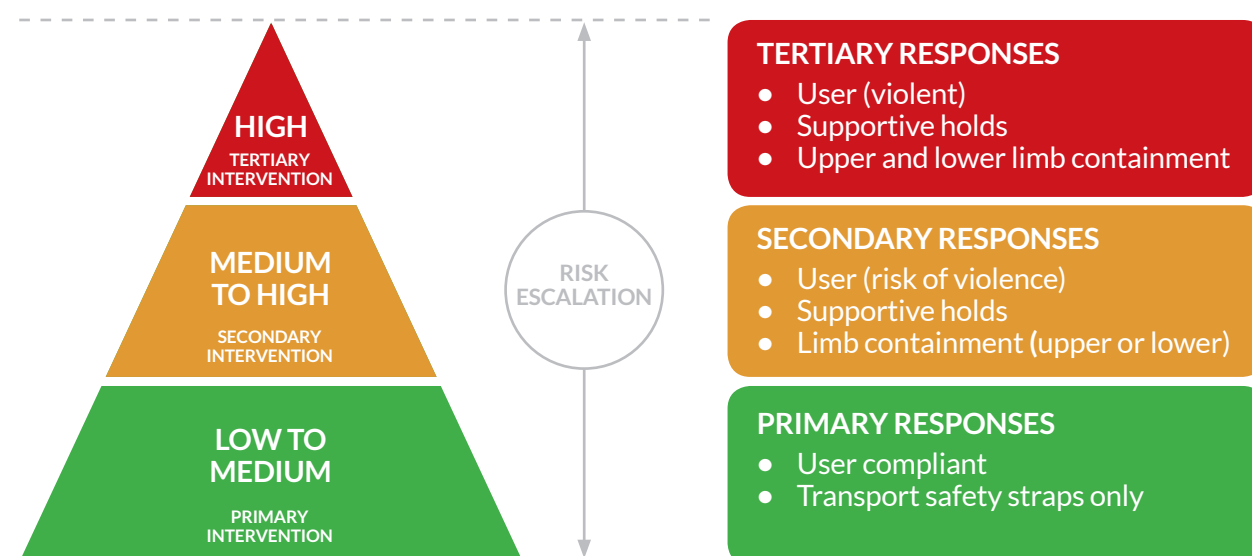 HIGH
TERTIARY
INTERVENTION
MEDIUM
TO HIGH
SECONDARY
INTERVENTION
LOW TO
MEDIUM
PRIMARY
INTERVENTION
RISK
ESCALATION
TERTIARY RESPONSES
● User (violent)
● Supportive holds
● Upper and lower limb containment
SECONDARY RESPONSES
● User (risk of violence)
● Supportive holds
● Limb containment (upper or lower)
PRIMARY RESPONSES
● User compliant
● Transport safety straps only